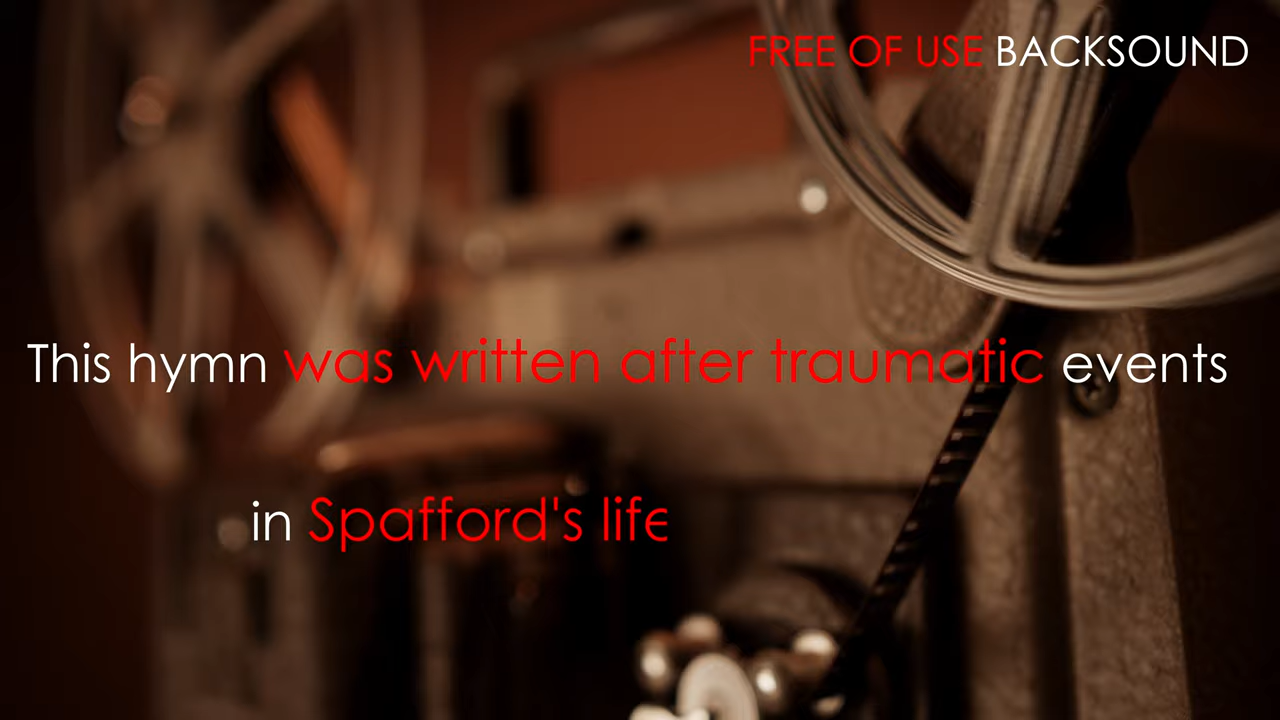 FREE OF USE BACKSOUND
This hymn was written after traumatic events
in Spafford's life